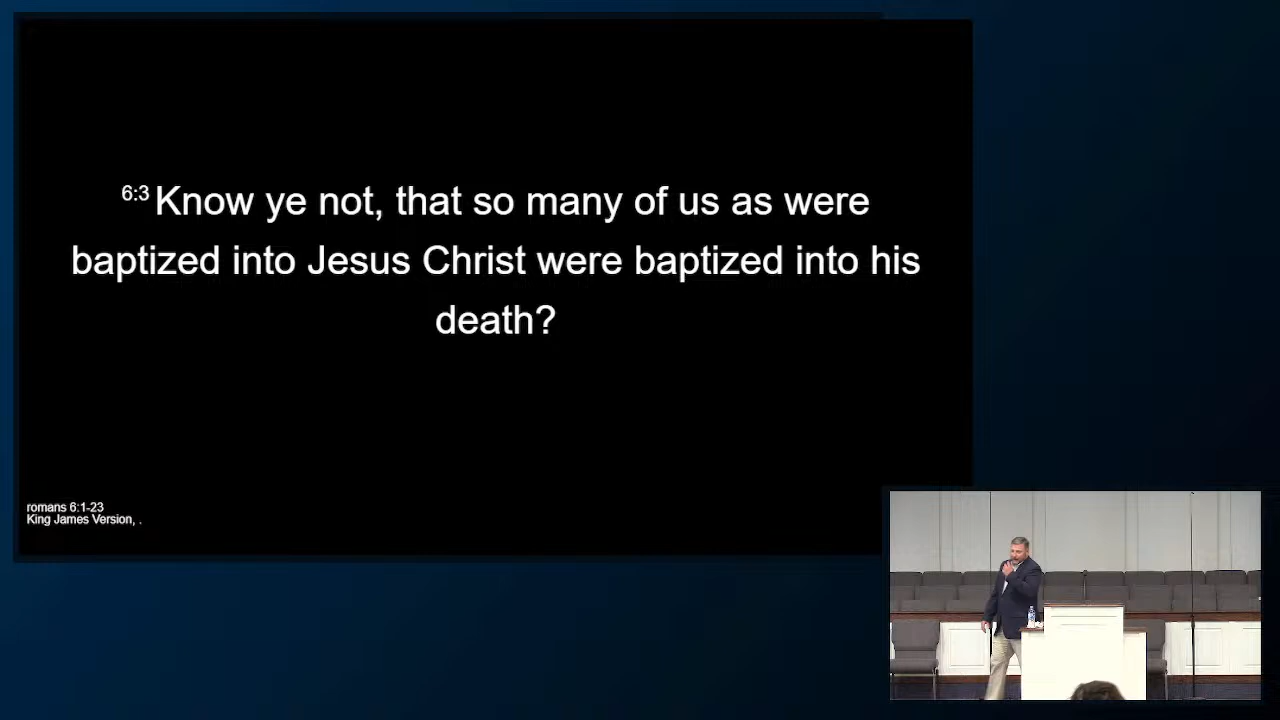 6:3 Know ye not, that so many of us as were
baptized into Jesus Christ were baptized into his
death?
romans 6:1-23
King James Version, .